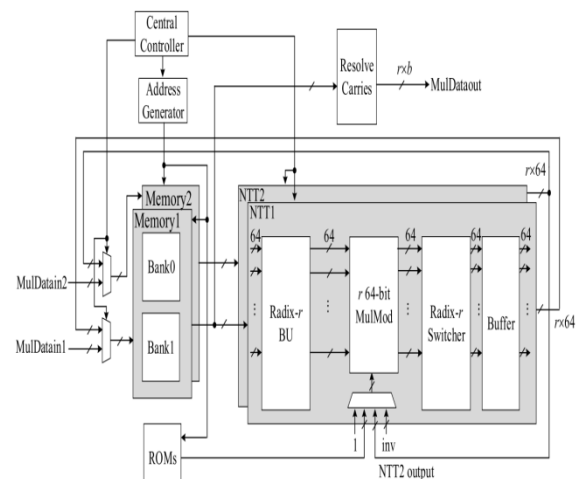 Central
Controller
Address
Generator
Resolve
Carries
r×b
MulDataout
r×64
NTT2
NTT1
Memory2
Memory1
Bank0
Bank1
MulDatain2
MulDatain1
64
64
64
64
64
Radix-r
BU
r 64-bit
MulMod
Radix-r
Switcher
Buffer
r×64
ROMs
1
inv
NTT2 output